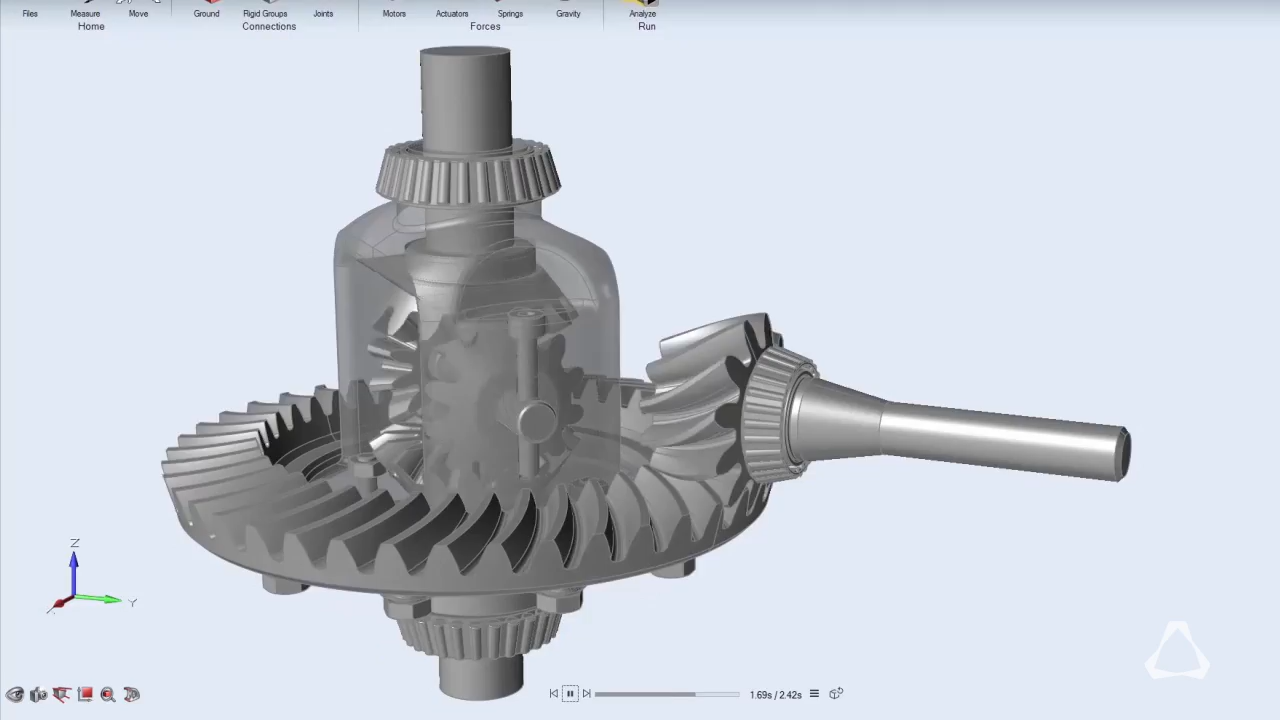 Files Measure Move Ground Rigid Groups Joints Motors Actuators Springs Gravity Analyze
Home Connections Forces Run
Z
Y
1.69s / 2.42s